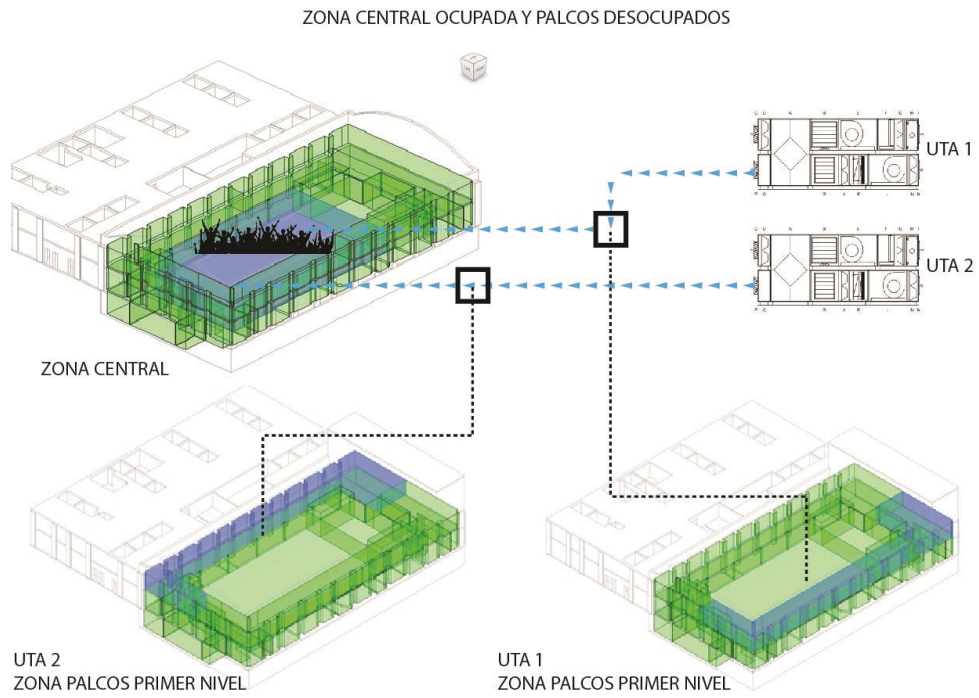 ZONA CENTRAL OCUPADA Y PALCOS DESOCUPADOS
UTA 1
UTA 2
ZONA CENTRAL
UTA 2
ZONA PALCOS PRIMER NIVEL
UTA 1
ZONA PALCOS PRIMER NIVEL